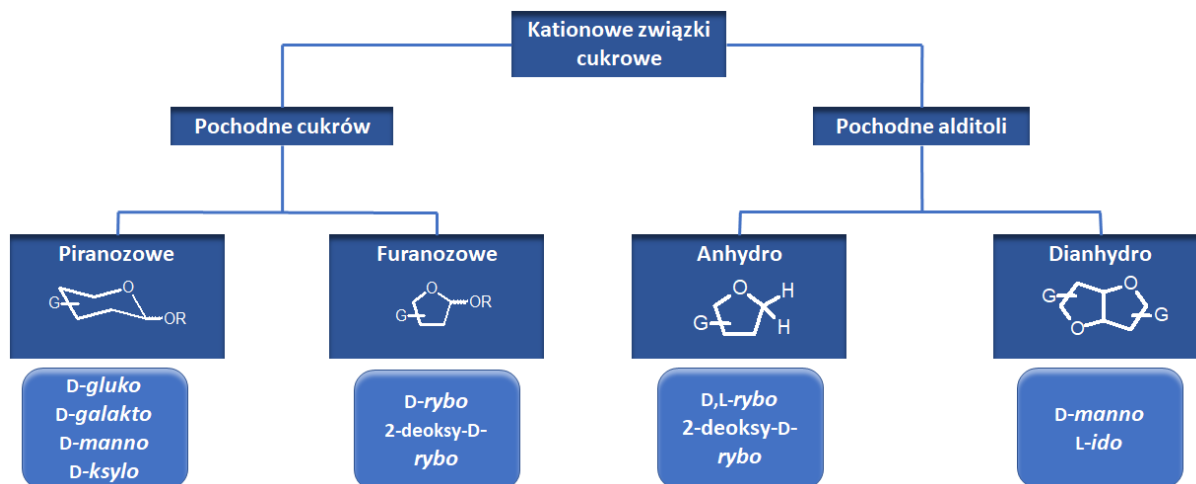 Kationowe związki
cukrowe
Pochodne cukrów
Pochodne alditoli
Piranozowe
O
G
OR
Furanozowe
O
OR
G
Anhydro
O
H
G
H
Dianhydro
O
G
G
O
D-gluko
D-galakto
D-manno
D-ksylo
D-rybo
2-deoksy-D-
rybo
D,L-rybo
2-deoksy-D-
rybo
D-manno
L-ido